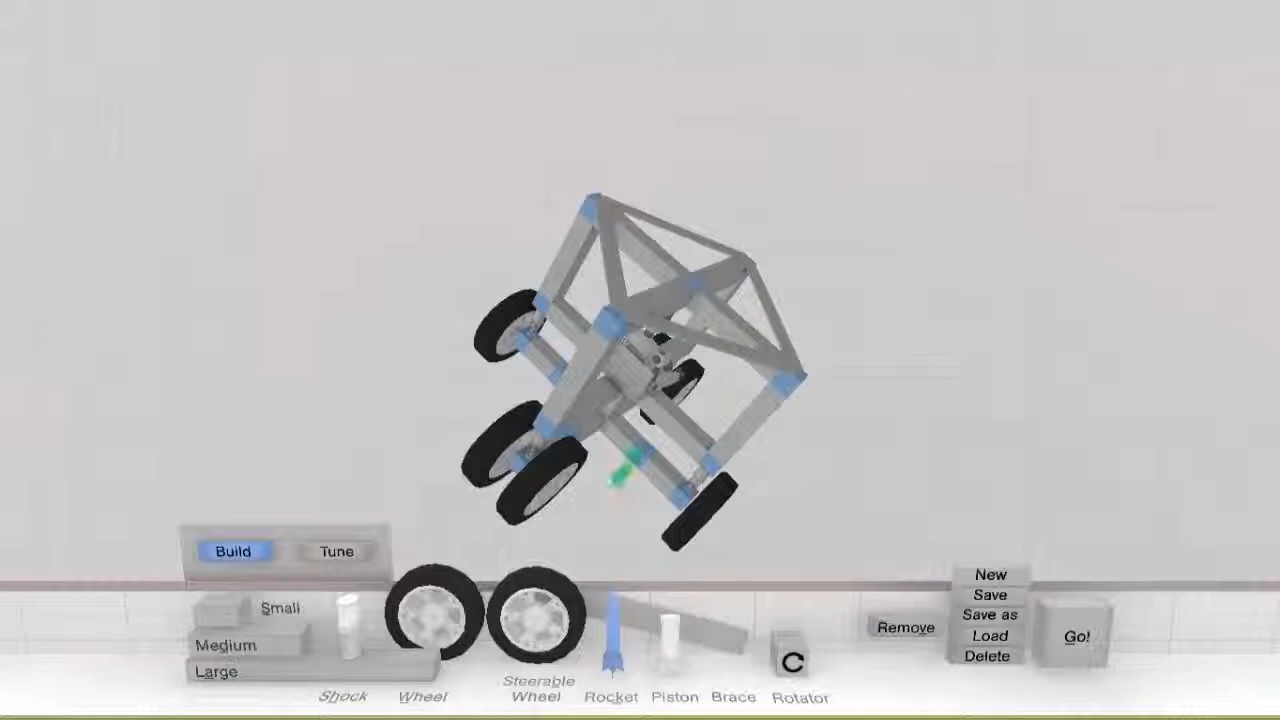 Build
Tune
Small
Medium
Large
Shock
Wheel
Steerable
Wheel
Rocket
Piston
Brace
Rotator
Remove
New
Save
Save as
Load
Delete
Go!